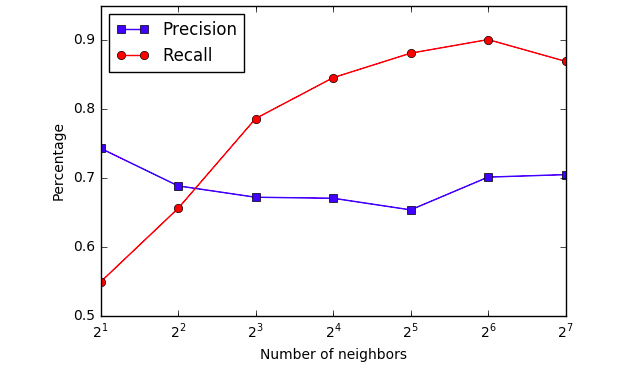 Precision
Recall
0.9
0.8
0.7
0.6
0.5
Percentage
2^1 2^2 2^3 2^4 2^5 2^6 2^7
Number of neighbors